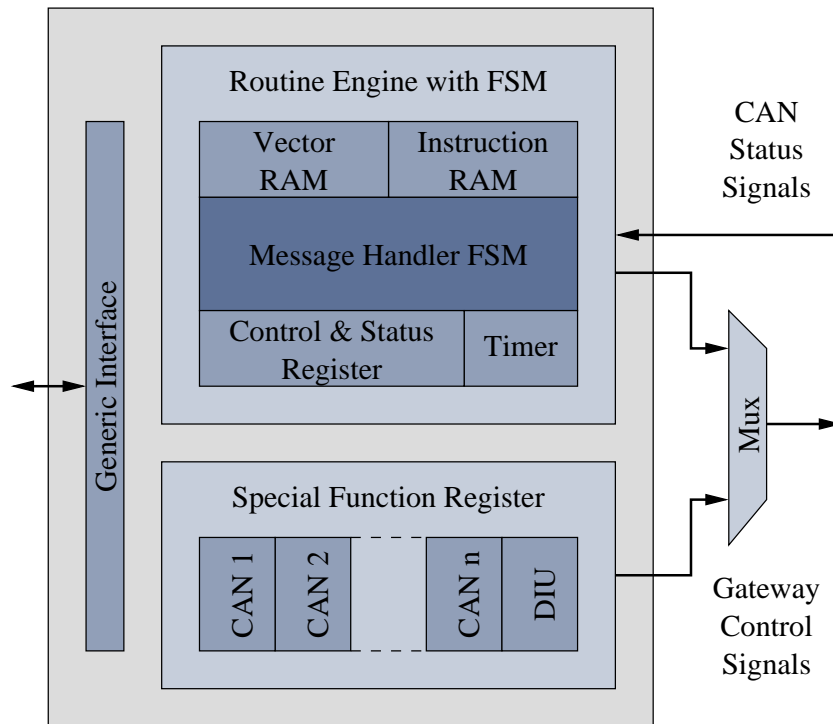 Routine Engine with FSM
Vector
RAM
Instruction
RAM
Message Handler FSM
Control & Status
Register
Timer
Generic Interface
Special Function Register
CAN 1
CAN 2
CAN n
DIU
CAN
Status
Signals
Mux
Gateway
Control
Signals